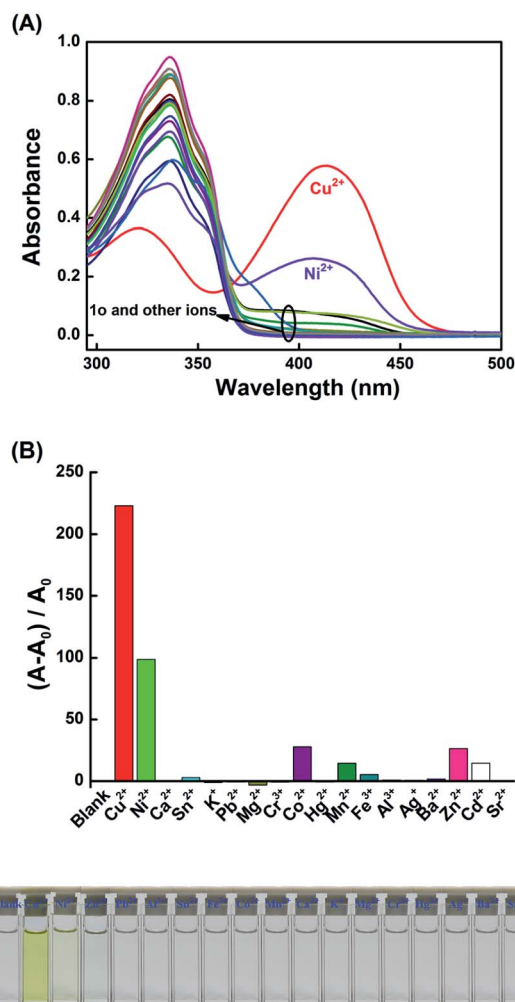 (A)
1.0
0.8
0.6
0.4
0.2
0.0
Absorbance
Cu²⁺
Ni²⁺
1o and other ions
300 350 400 450 500
Wavelength (nm)
(B)
250
200
150
100
50
0
(A-A₀) / A₀
Blank Cu²⁺ Ni²⁺ Ca²⁺ Sn²⁺ K⁺ Pb²⁺ Mg²⁺ Cr³⁺ Co²⁺ Hg²⁺ Mn²⁺ Fe³⁺ Al³⁺ Ag⁺ Ba²⁺ Zn²⁺ Cd²⁺ Sr²⁺